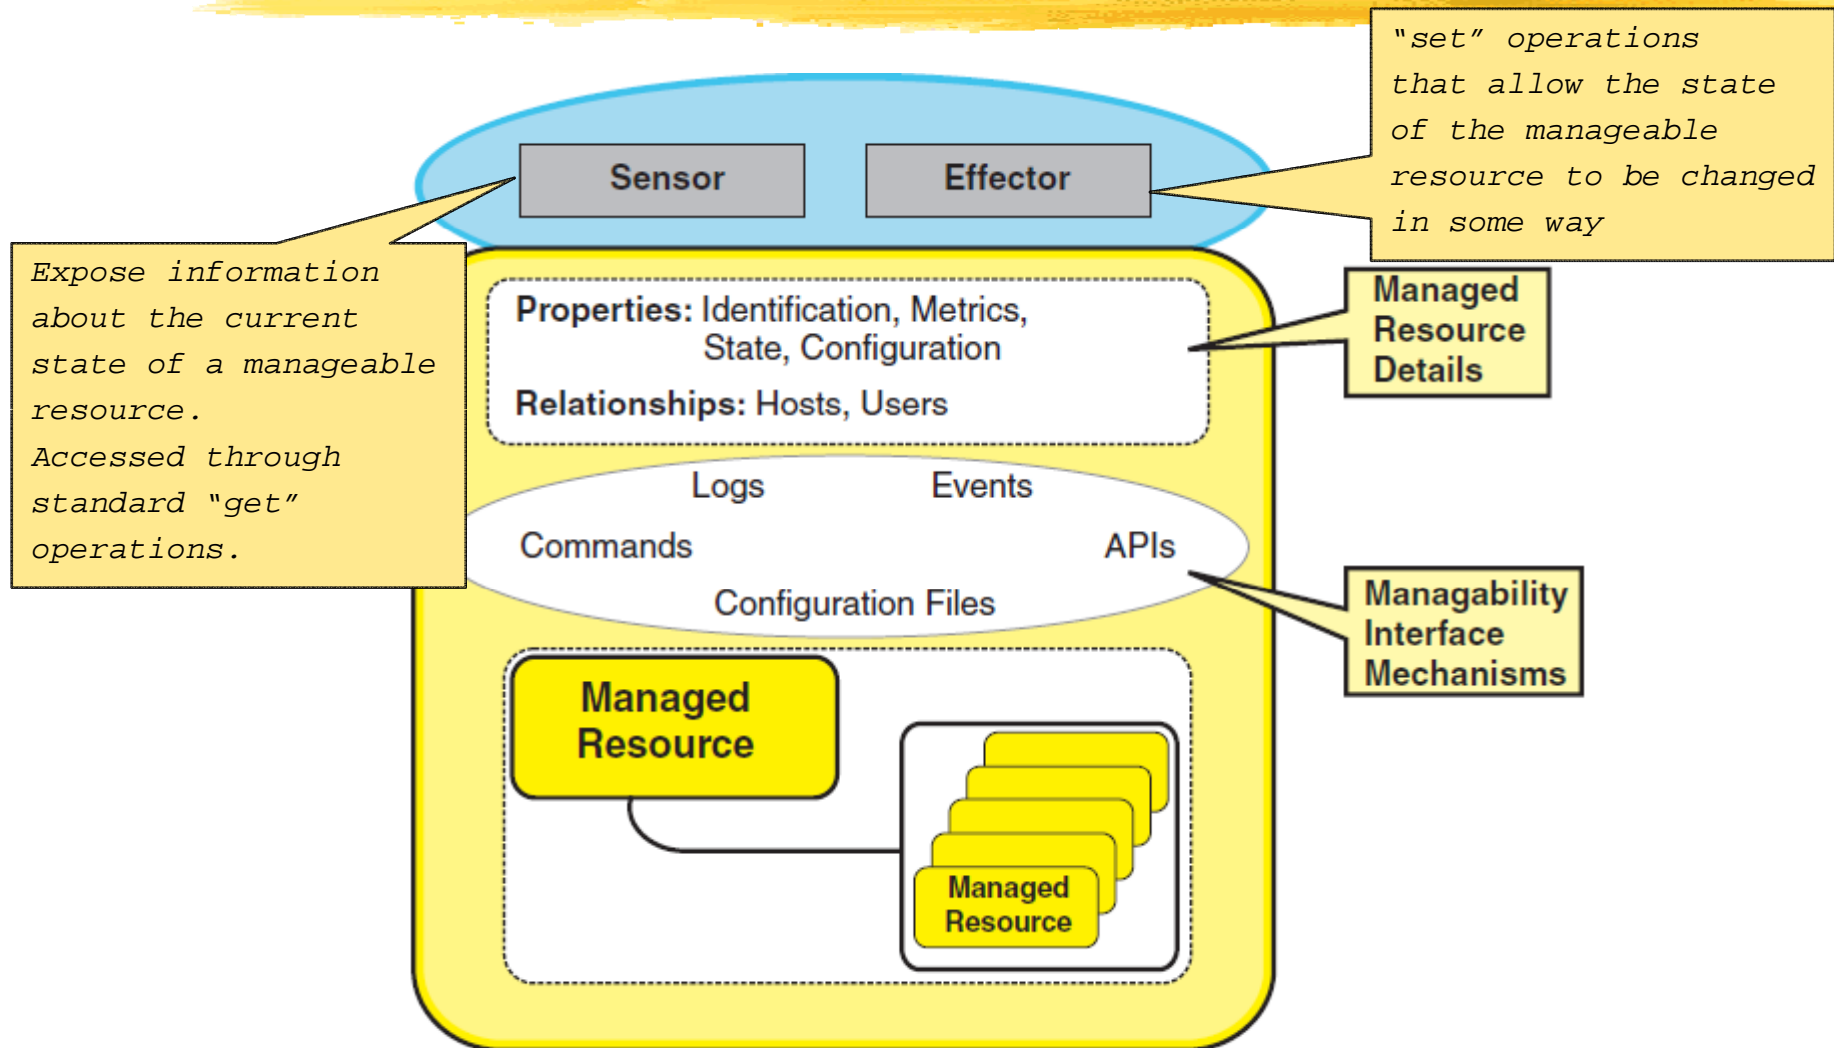 “set” operations
that allow the state
of the manageable
resource to be changed
in some way
Sensor
Effector
Expose information
about the current
state of a manageable
resource.
Accessed through
standard “get”
operations.
Properties: Identification, Metrics,
State, Configuration
Relationships: Hosts, Users
Managed
Resource
Details
Logs
Events
Commands
APIs
Configuration Files
Managability
Interface
Mechanisms
Managed
Resource
Managed
Resource